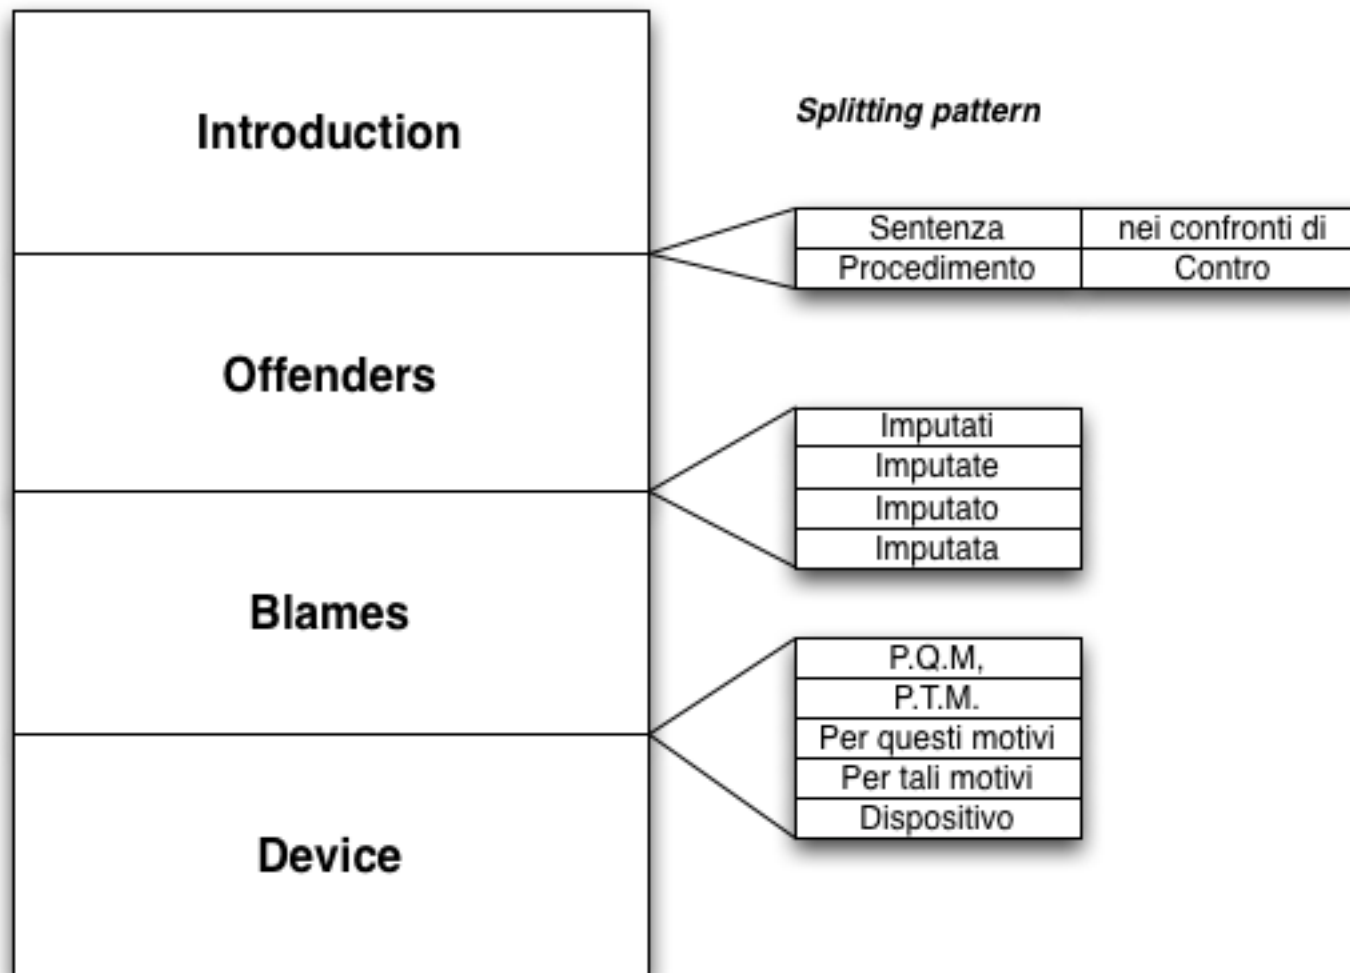 Introduction
Splitting pattern
Sentenza nei confronti di
Procedimento Contro
Offenders
Imputati
Imputate
Imputato
Imputata
Blames
P.Q.M,
P.T.M.
Per questi motivi
Per tali motivi
Dispositivo
Device